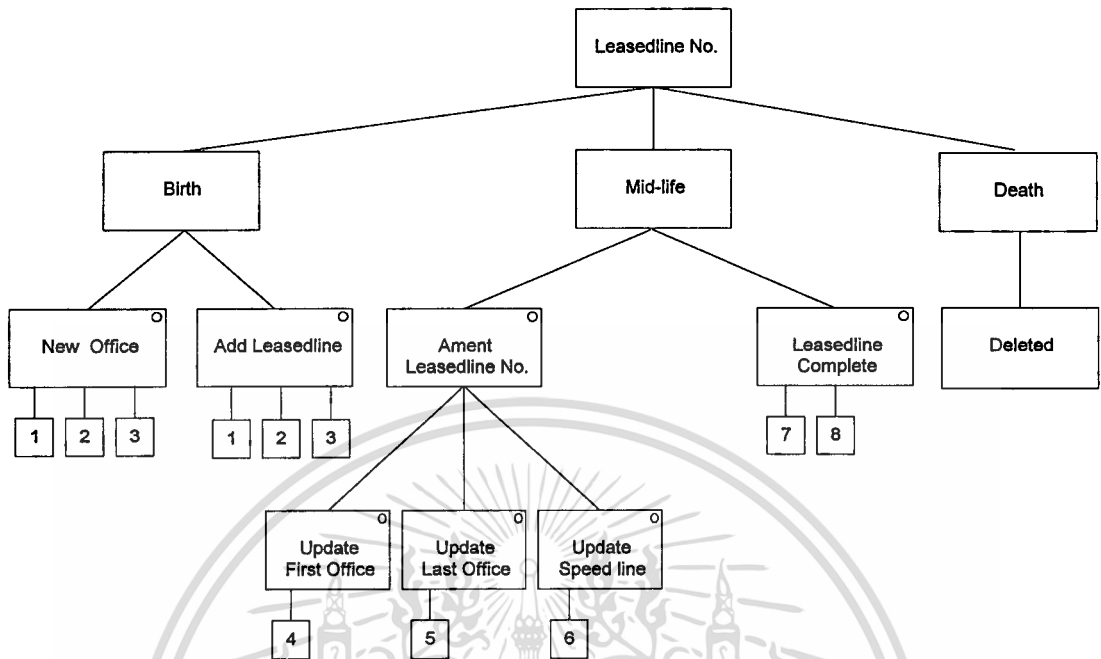 Leasedline No.
Birth
Mid-life
Death
New Office
Add Leasedline
Ament
Leasedline No.
Leasedline
Complete
Deleted
1 2 3
1 2 3
7 8
Update
First Office
Update
Last Office
Update
Speed line
4
5
6